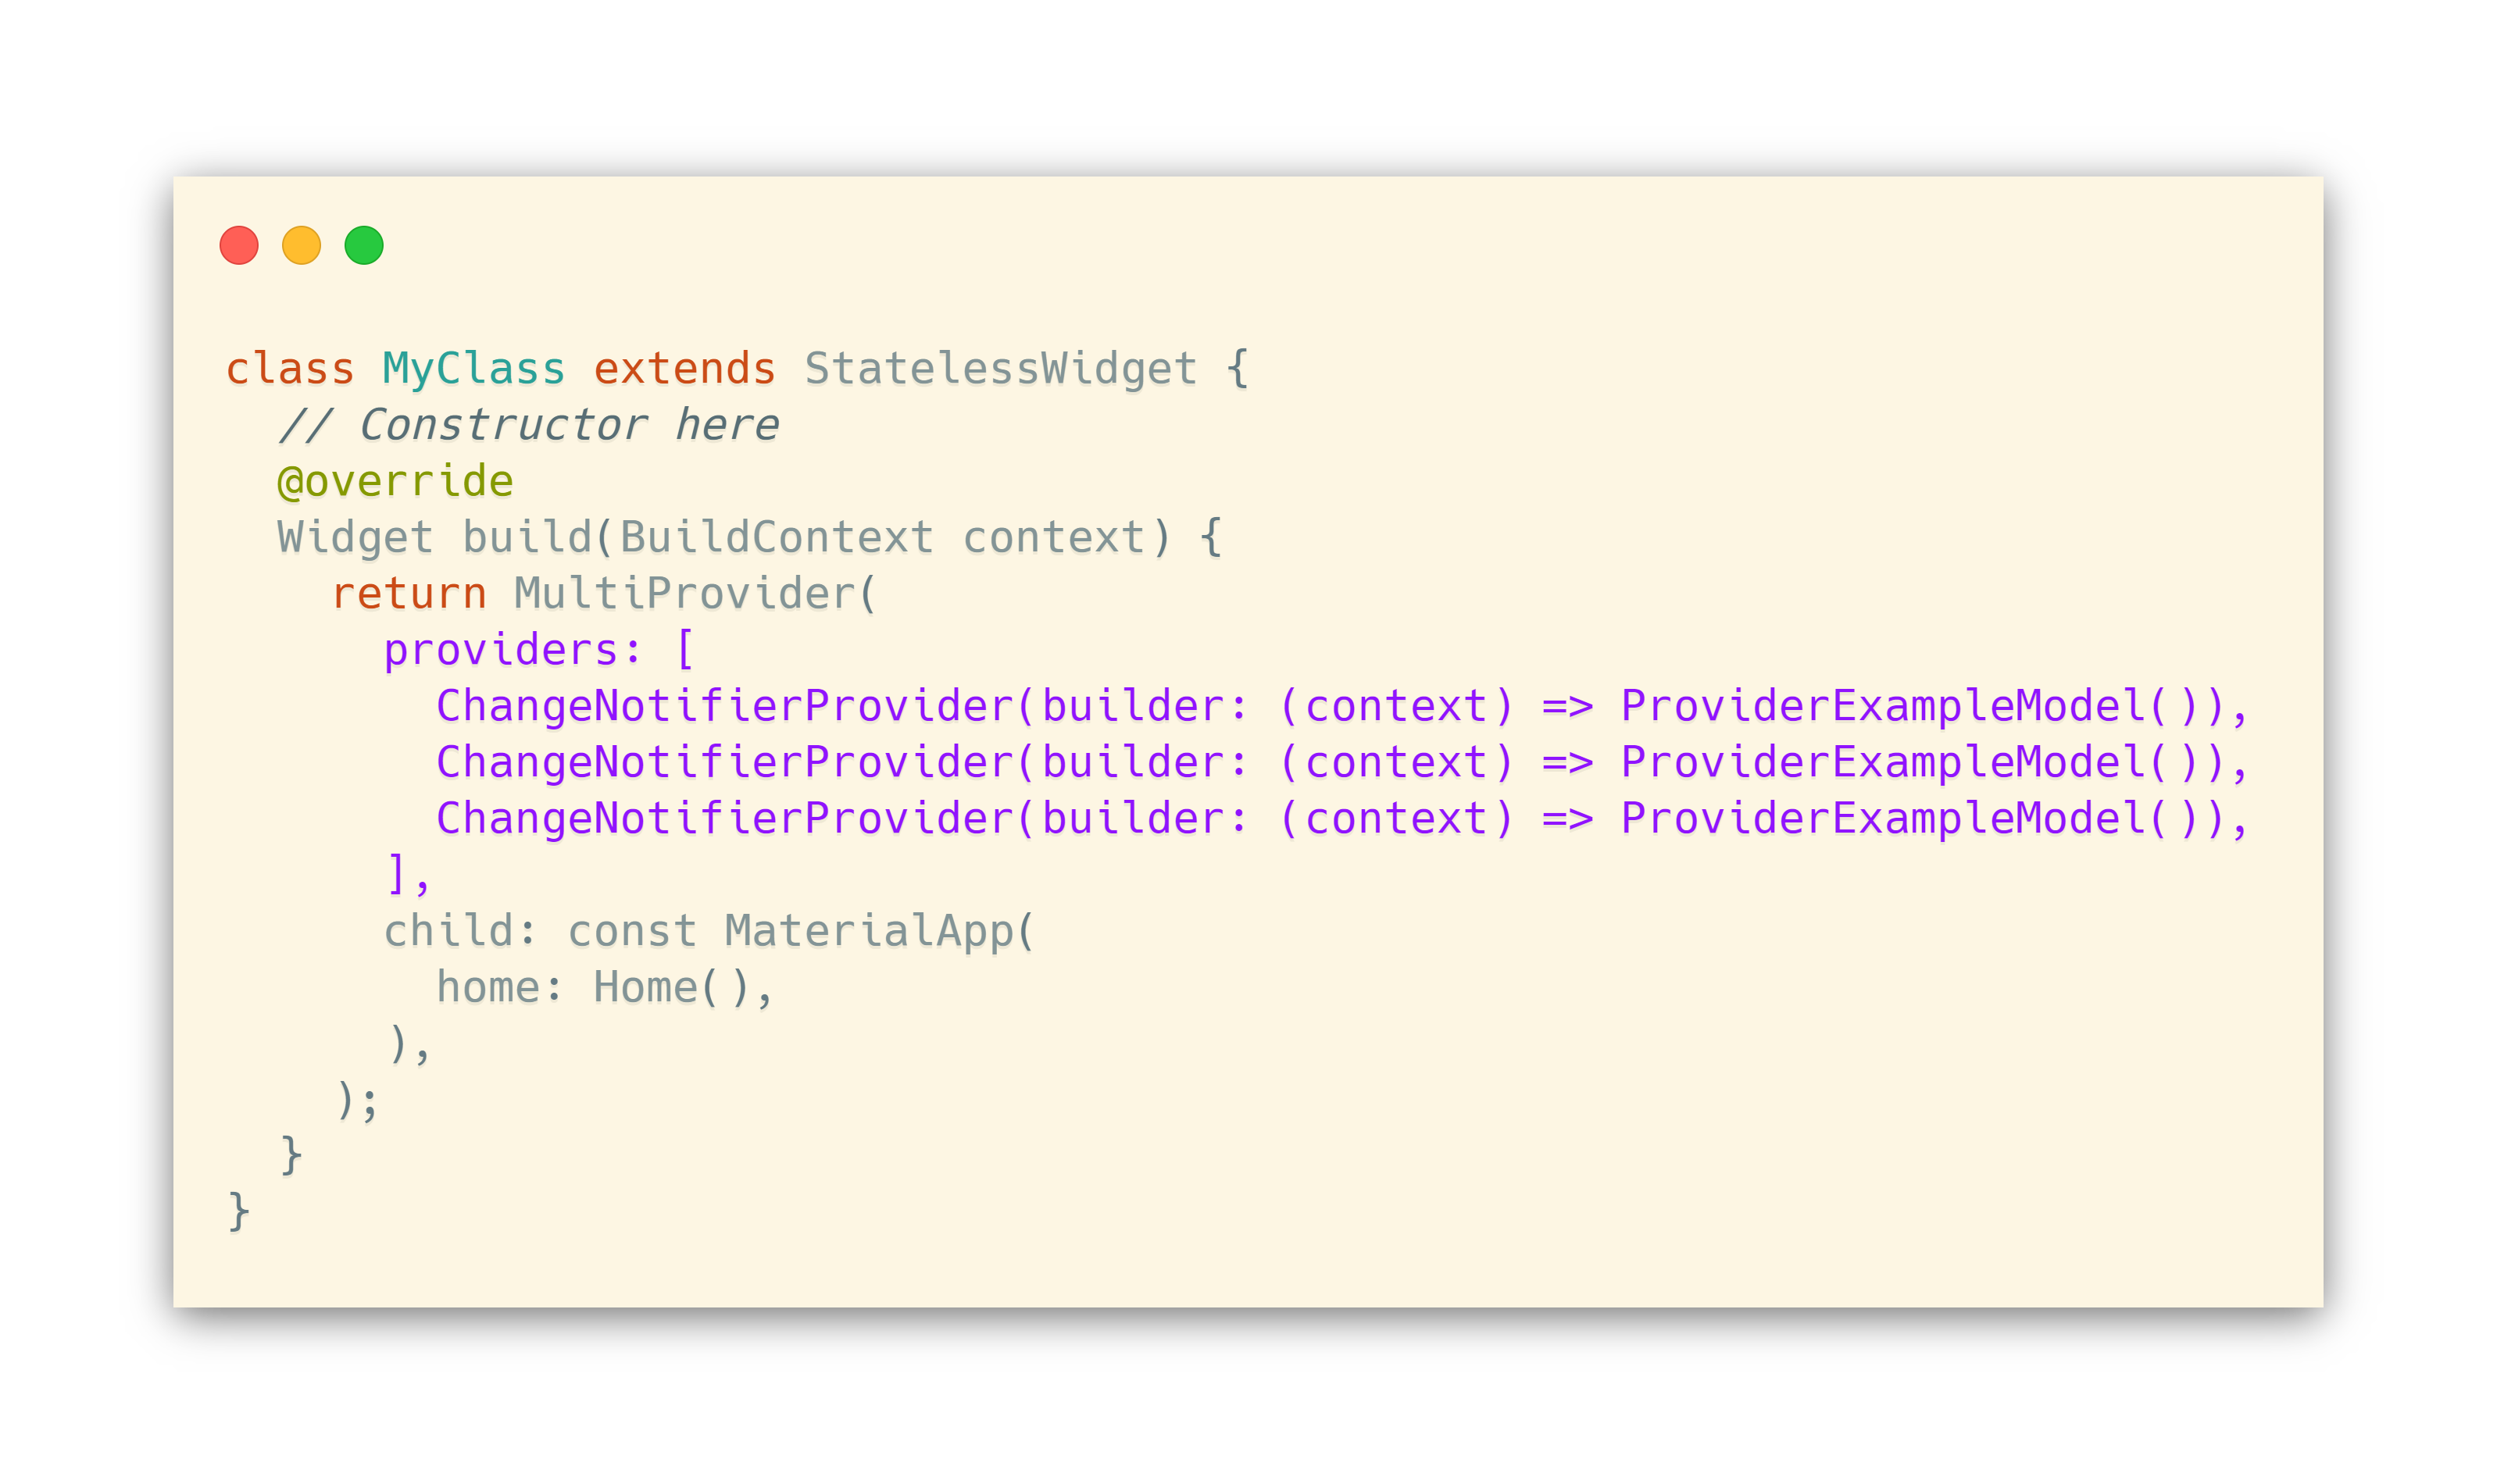 class MyClass extends StatelessWidget {
  // Constructor here
  @override
  Widget build(BuildContext context) {
    return MultiProvider(
      providers: [
        ChangeNotifierProvider(builder: (context) => ProviderExampleModel()),
        ChangeNotifierProvider(builder: (context) => ProviderExampleModel()),
        ChangeNotifierProvider(builder: (context) => ProviderExampleModel()),
      ],
      child: const MaterialApp(
        home: Home(),
      ),
    );
  }
}